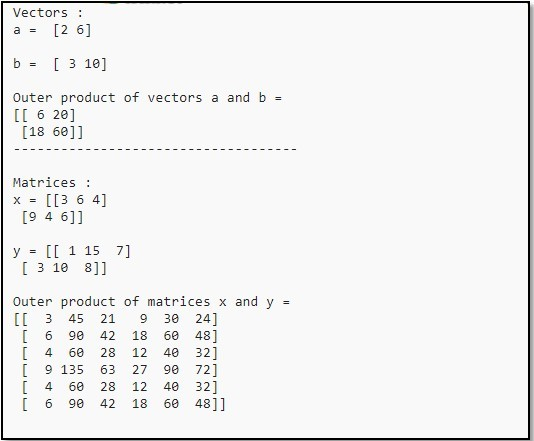 Vectors :
a =  [2 6]
b =  [ 3 10]
Outer product of vectors a and b =
[[ 6 20]
 [18 60]]
-----------------------------------
Matrices :
x = [[3 6 4]
 [9 4 6]]
y = [[ 1 15  7]
 [ 3 10  8]]
Outer product of matrices x and y =
[[  3  45  21   9  30  24]
 [  6  90  42  18  60  48]
 [  4  60  28  12  40  32]
 [  9 135  63  27  90  72]
 [  4  60  28  12  40  32]
 [  6  90  42  18  60  48]]